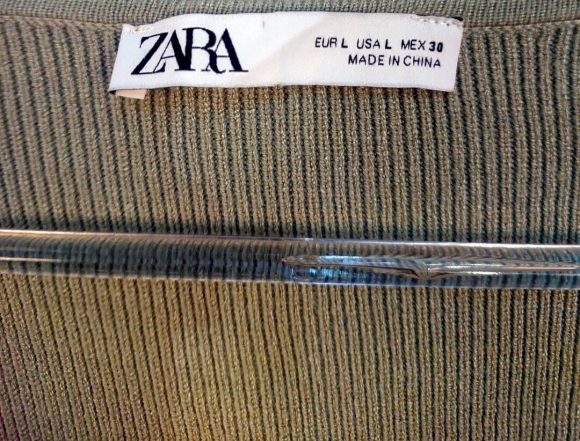 ZARA
EUR L USA L MEX 30
MADE IN CHINA